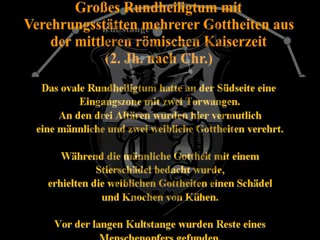 Großes Rundheiligtum mit
Verehrungsstätten mehrerer Gottheiten aus
der mittleren römischen Kaiserzeit
(2. Jh. nach Chr.)
Das ovale Rundheiligtum hatte an der Südseite eine
Eingangszone mit zwei Torwangen.
An den drei Altären wurden hier vermutlich
eine männliche und zwei weibliche Gottheiten verehrt.
Während die männliche Gottheit mit einem
Stierschädel bedacht wurde,
erhielten die weiblichen Gottheiten einen Schädel
und Knochen von Kühen.
Vor der langen Kultstange wurden Reste eines
Menschenopfers gefunden.